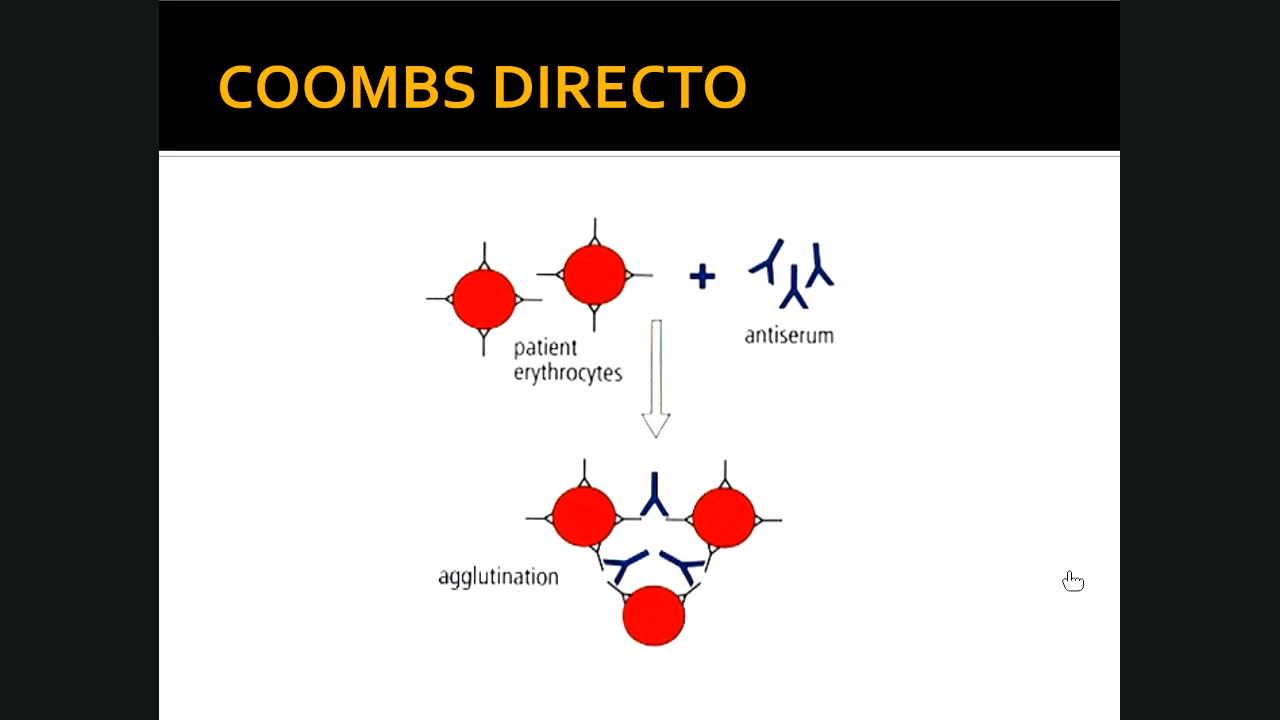 COOMBS DIRECTO
+
antiserum
patient
erythrocytes
agglutination